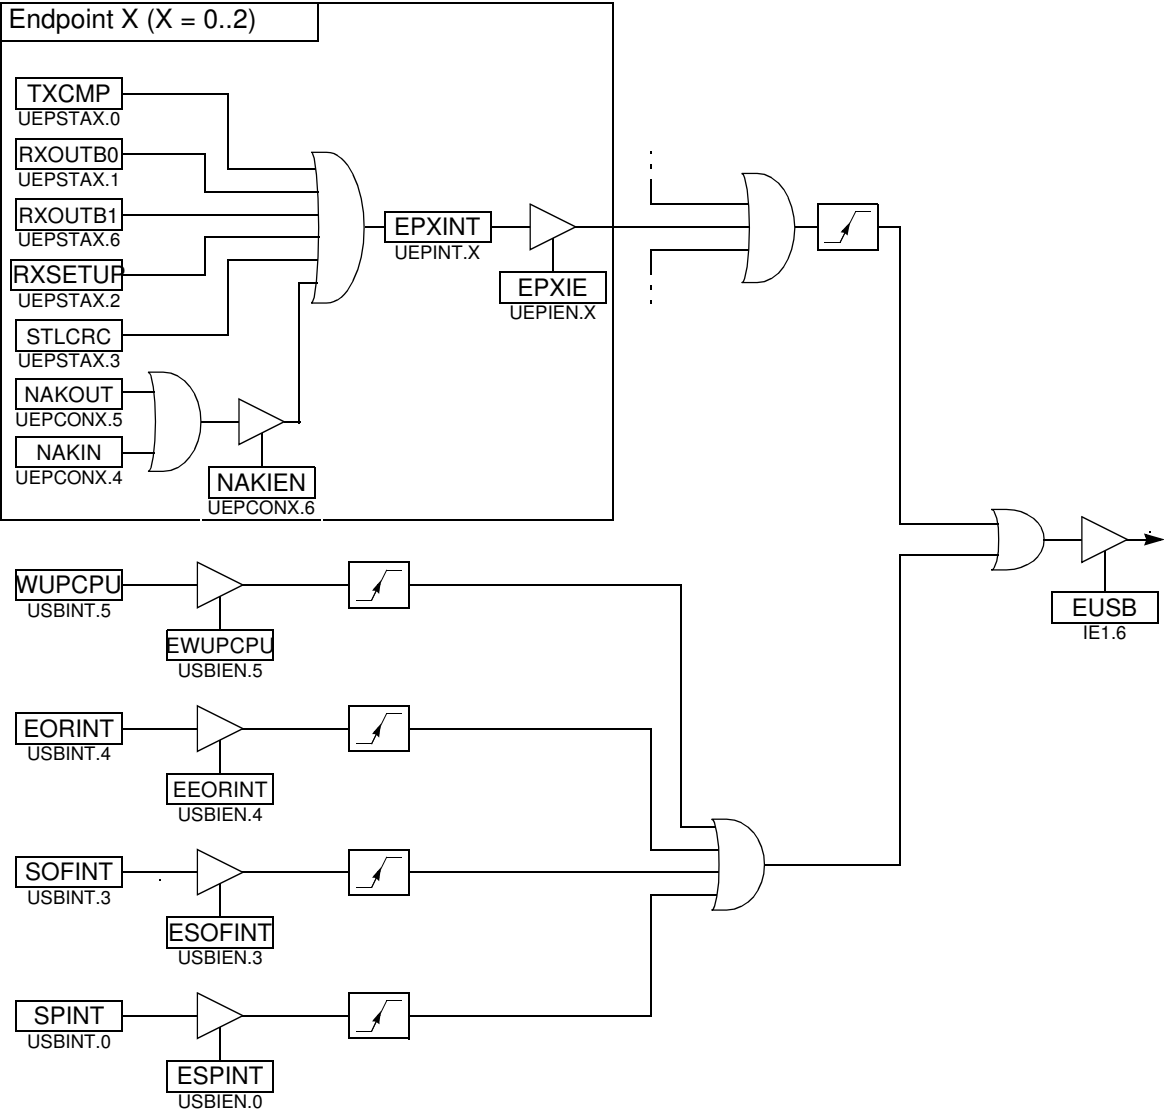 Endpoint X (X = 0..2)
TXCMP
UEPSTAX.0
RXOUTB0
UEPSTAX.1
RXOUTB1
UEPSTAX.6
RXSETUP
UEPSTAX.2
STLCRC
UEPSTAX.3
NAKOUT
UEPCONX.5
NAKIN
UEPCONX.4
NAKIEN
UEPCONX.6
EPXINT
UEPINT.X
EPXIE
UEPIEN.X
WUPCPU
USBINT.5
EWUPCPU
USBIEN.5
EORINT
USBINT.4
EEORINT
USBIEN.4
SOFINT
USBINT.3
ESOFINT
USBIEN.3
SPINT
USBINT.0
ESPINT
USBIEN.0
EUSB
IE1.6